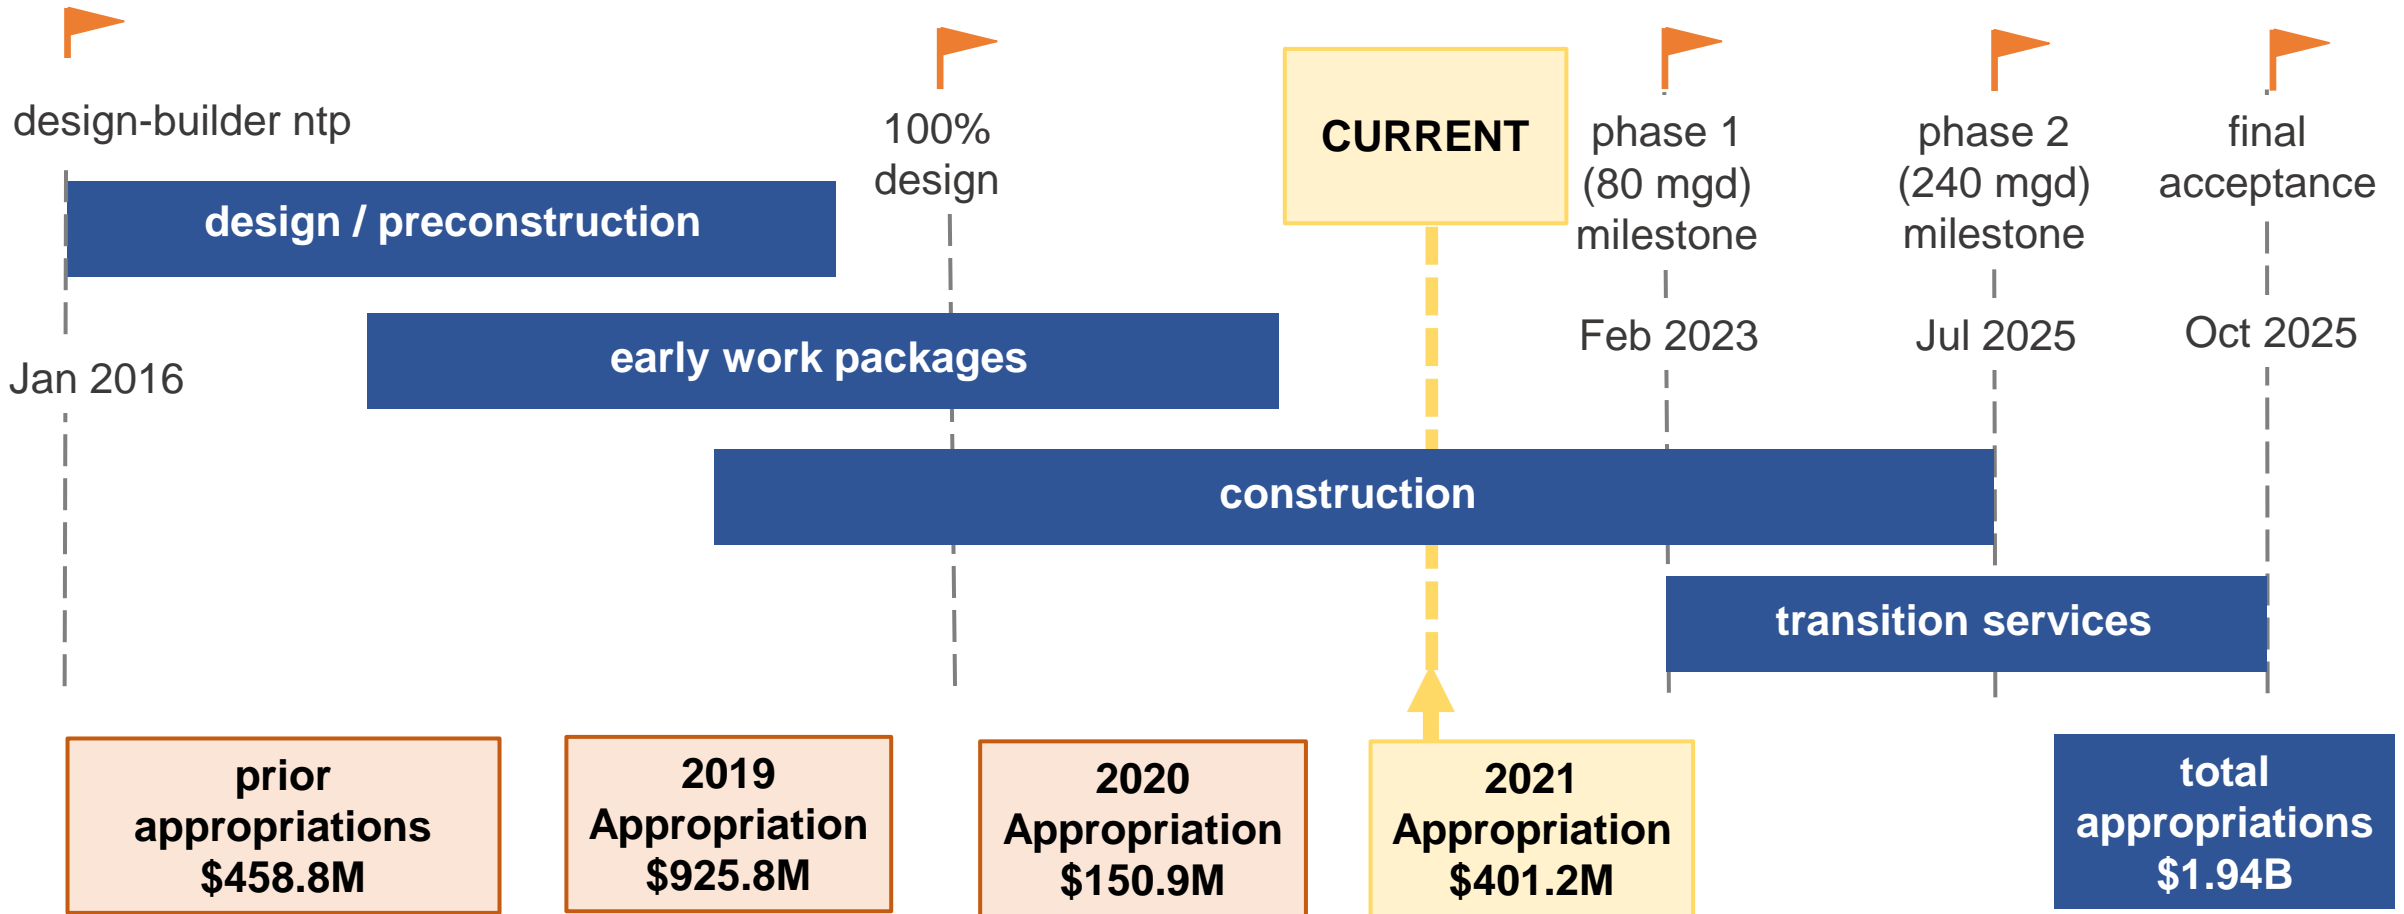 design-builder ntp
Jan 2016
100%
design
CURRENT
phase 1
(80 mgd)
milestone
Feb 2023
phase 2
(240 mgd)
milestone
Jul 2025
final
acceptance
Oct 2025
design / preconstruction
early work packages
construction
transition services
prior
appropriations
$458.8M
2019
Appropriation
$925.8M
2020
Appropriation
$150.9M
2021
Appropriation
$401.2M
total
appropriations
$1.94B